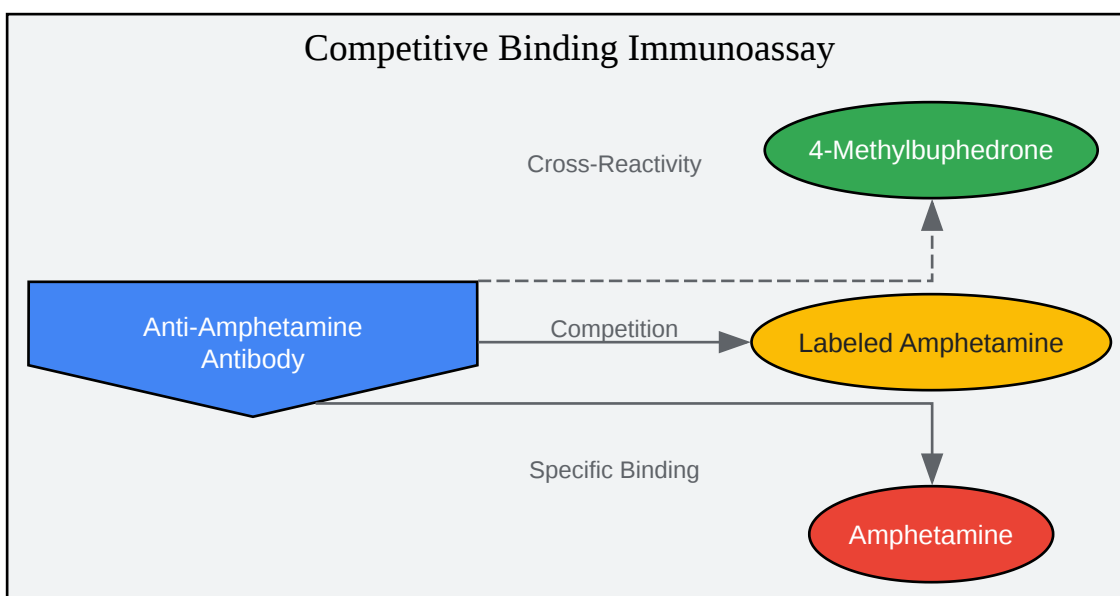 Competitive Binding Immunoassay
4-Methylbuphedrone
Cross-Reactivity
Anti-Amphetamine
Antibody
Competition
Labeled Amphetamine
Specific Binding
Amphetamine